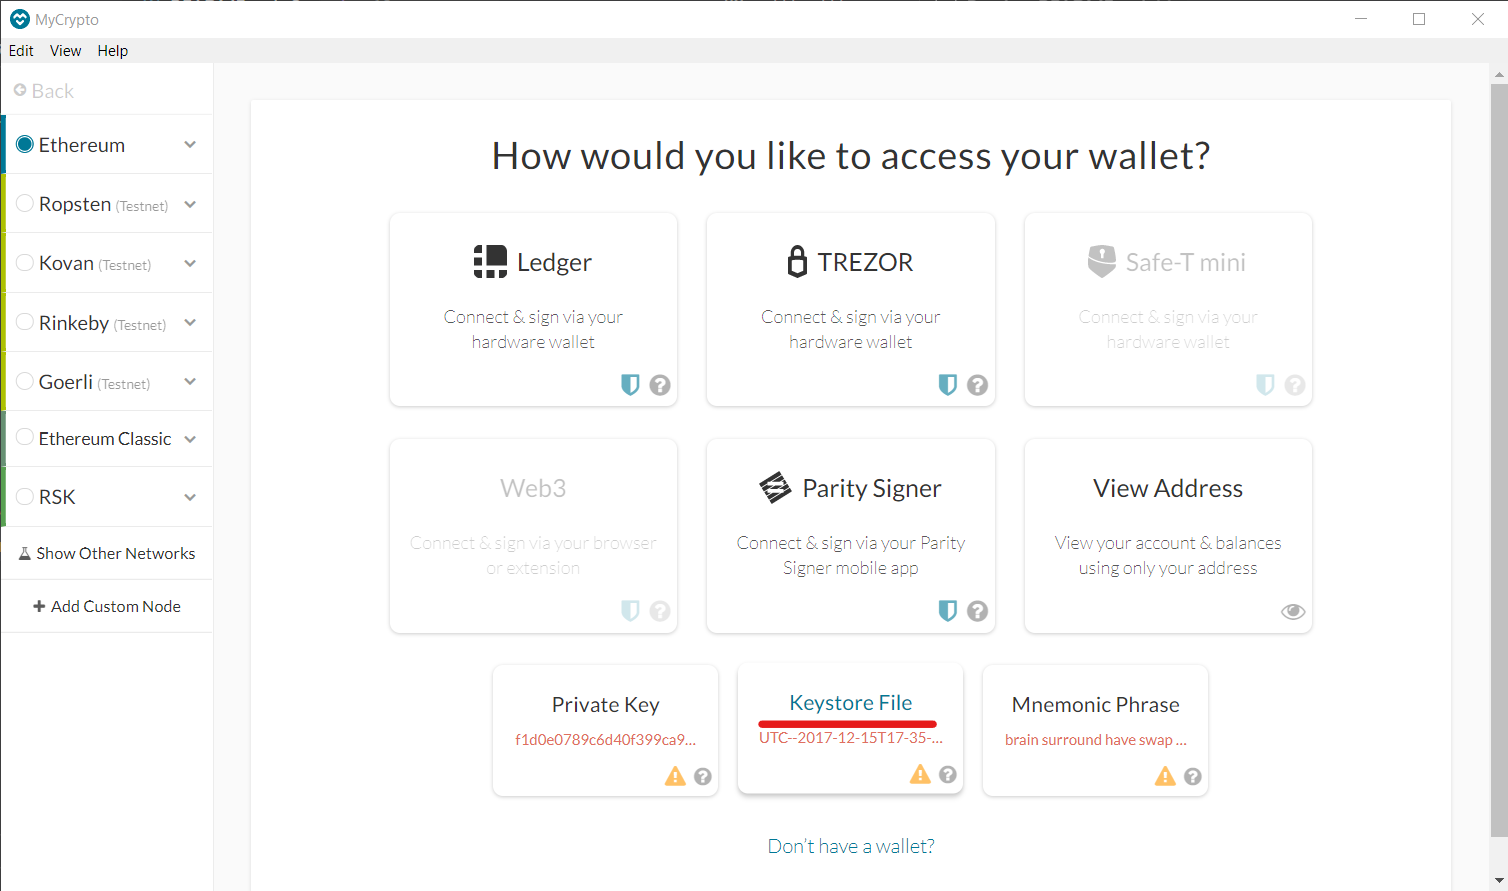 MyCrypto
Edit View Help
Back
Ethereum
Ropsten (Testnet)
Kovan (Testnet)
Rinkeby (Testnet)
Goerli (Testnet)
Ethereum Classic
RSK
Show Other Networks
Add Custom Node
How would you like to access your wallet?
Ledger
Connect & sign via your
hardware wallet
TREZOR
Connect & sign via your
hardware wallet
Safe-T mini
Connect & sign via your
hardware wallet
Web3
Connect & sign via your browser
or extension
Parity Signer
Connect & sign via your Parity
Signer mobile app
View Address
View your account & balances
using only your address
Private Key
f1d0e0789c6d40f399ca9...
Keystore File
UTC--2017-12-15T17-35-...
Mnemonic Phrase
brain surround have swap ...
Don't have a wallet?